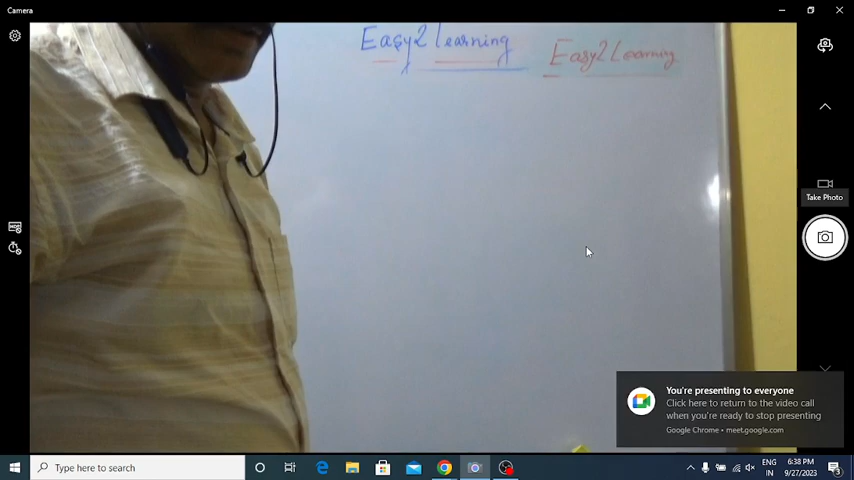 Camera
Easy2 Learning
Easy2 Learning
Take Photo
You're presenting to everyone
Click here to return to the video call
when you're ready to stop presenting
Google Chrome • meet.google.com
Type here to search
ENG
IN
6:38 PM
9/27/2023
3